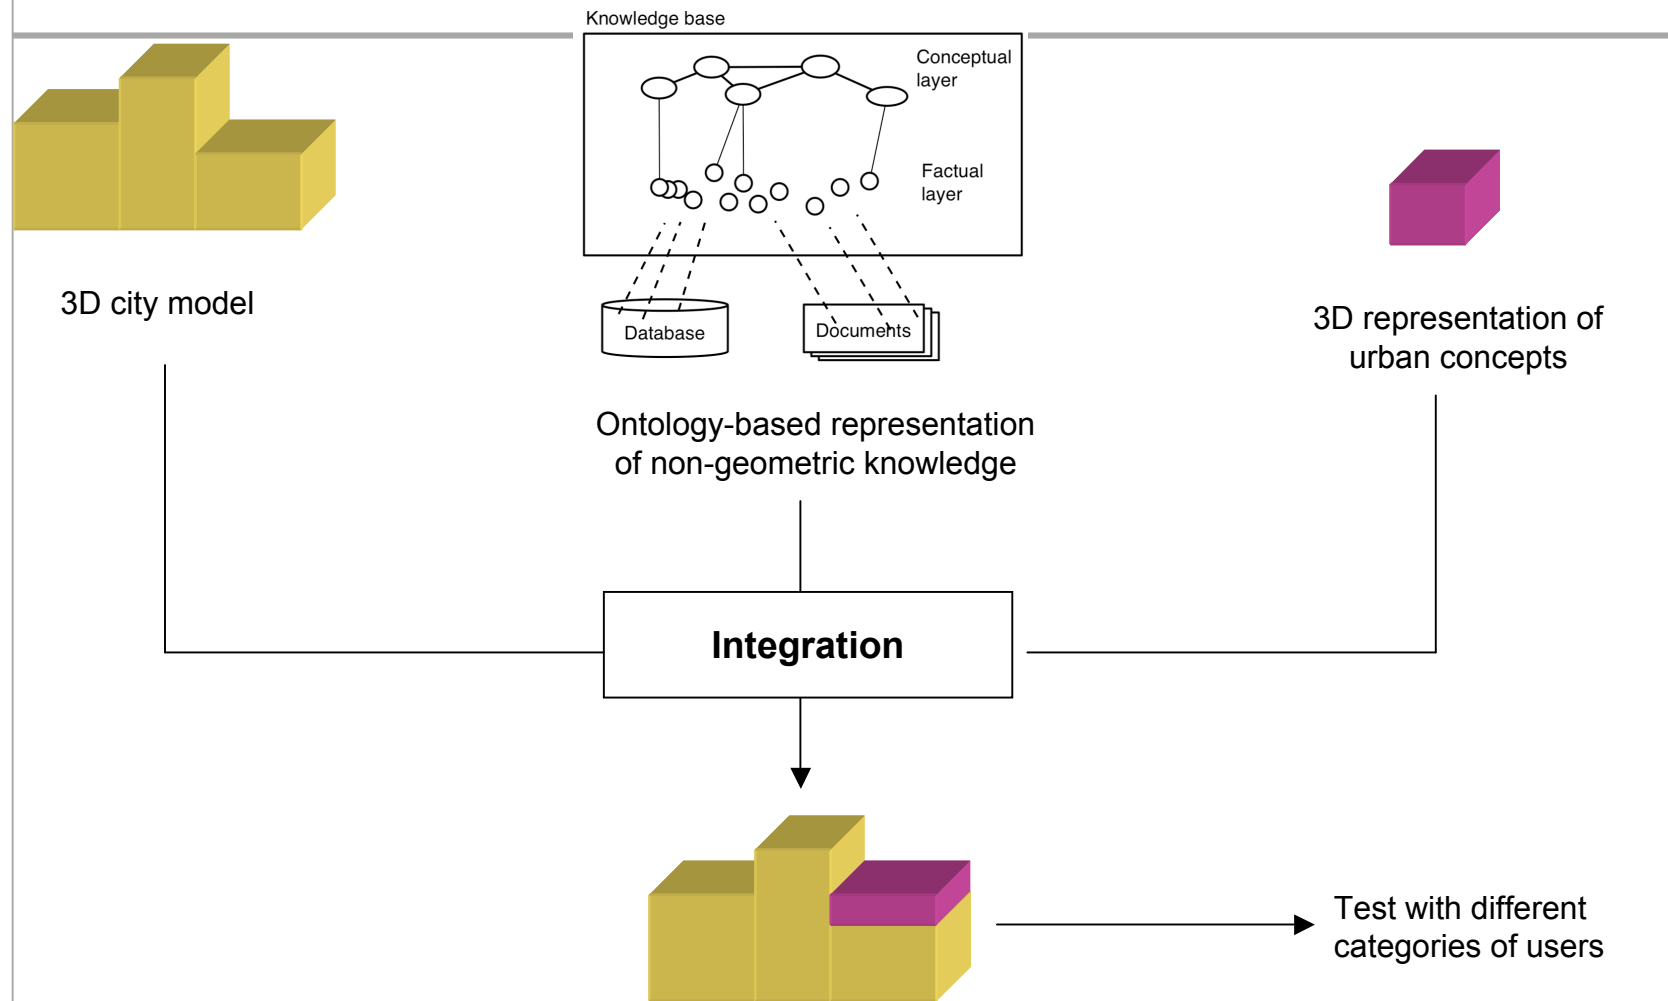 Knowledge base
Conceptual
layer
Factual
layer
3D city model
Database
Documents
3D representation of
urban concepts
Ontology-based representation
of non-geometric knowledge
Integration
Test with different
categories of users